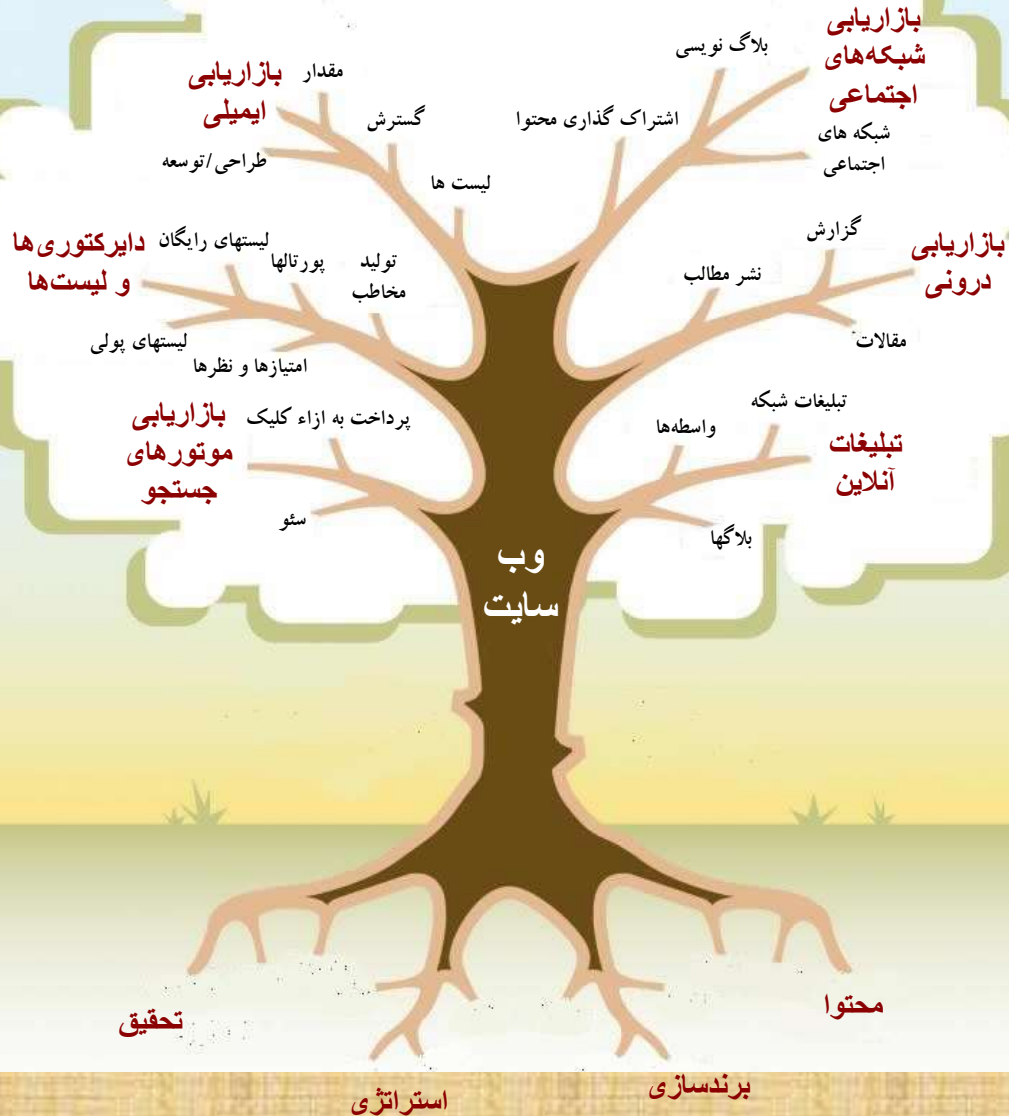 بازاریابی
شبکه‌های
اجتماعی
بلاگ نویسی
اشتراک گذاری محتوا
شبکه های
اجتماعی
بازاریابی
ایمیلی
مقدار
گسترش
طراحی/توسعه
لیست ها
بازاریابی
درونی
گزارش
نشر مطالب
مقالات
دایرکتوری‌ها
و لیست‌ها
لیستهای رایگان
پورتالها
تولید
مخاطب
لیستهای پولی
امتیازها و نظرها
تبلیغات
آنلاین
تبلیغات شبکه
واسطه‌ها
بلاگها
بازاریابی
موتورهای
جستجو
پرداخت به ازاء کلیک
سئو
وب
سایت
محتوا
تحقیق
برندسازی
استراتژی